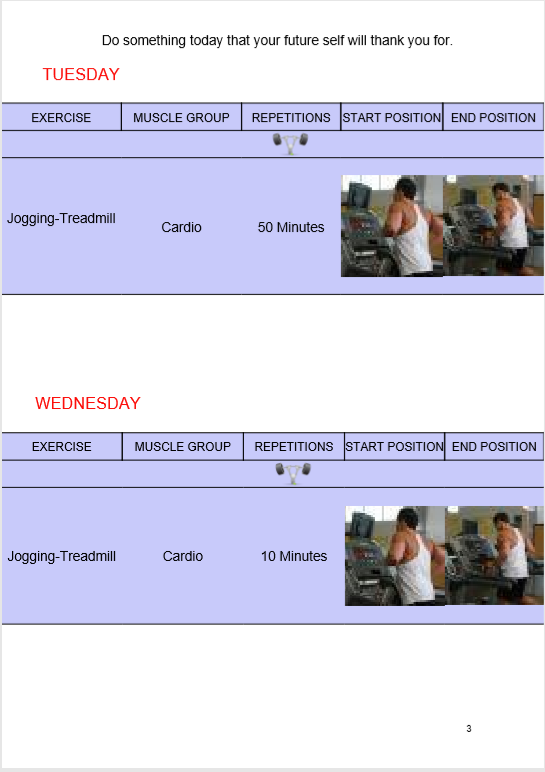 Do something today that your future self will thank you for.
TUESDAY
EXERCISE MUSCLE GROUP REPETITIONS START POSITION END POSITION
Jogging-Treadmill Cardio 50 Minutes
WEDNESDAY
EXERCISE MUSCLE GROUP REPETITIONS START POSITION END POSITION
Jogging-Treadmill Cardio 10 Minutes
3